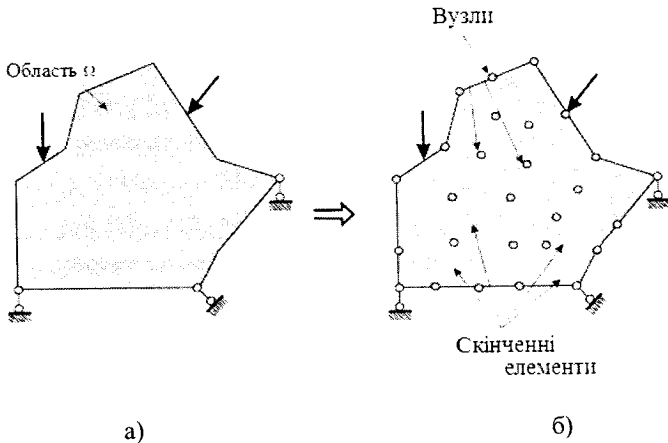 Вузли
Область Ω
Скінченні
елементи
а)
б)